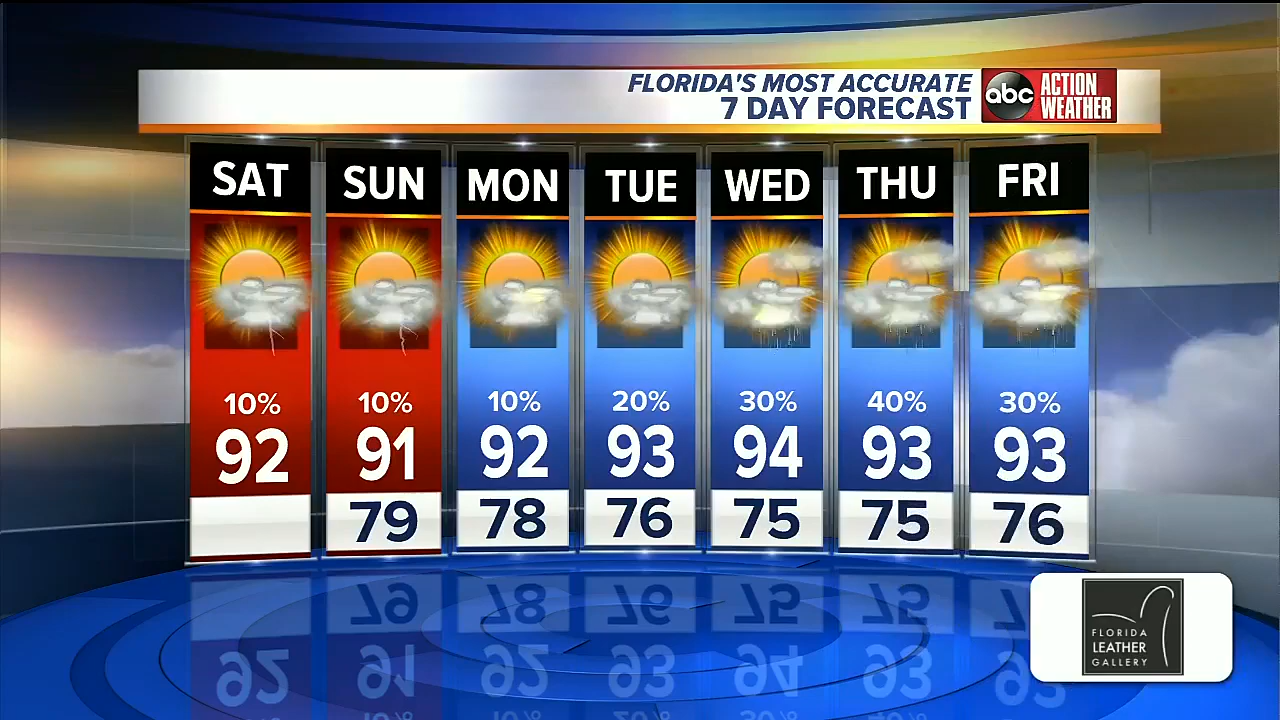 FLORIDA'S MOST ACCURATE
7 DAY FORECAST
abc
ACTION
WEATHER
SAT SUN MON TUE WED THU FRI
10% 10% 10% 20% 30% 40% 30%
92 91 92 93 94 93 93
79 78 76 75 75 76
FLORIDA
LEATHER
GALLERY